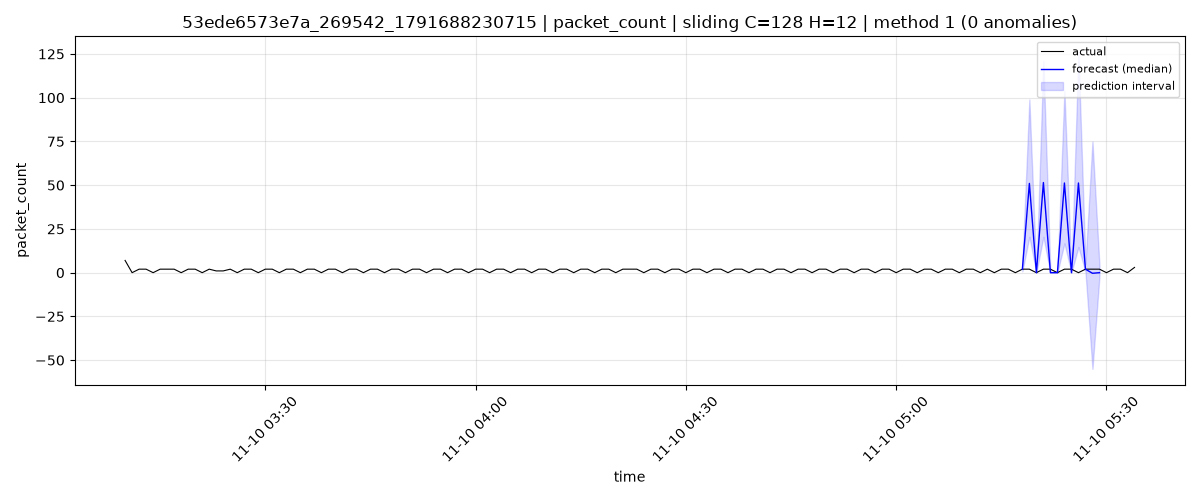 53ede6573e7a_269542_1791688230715 | packet_count | sliding C=128 H=12 | method 1 (0 anomalies)
actual
forecast (median)
prediction interval
125
100
75
50
25
0
−25
−50
packet_count
11-10 03:30
11-10 04:00
11-10 04:30
11-10 05:00
11-10 05:30
time